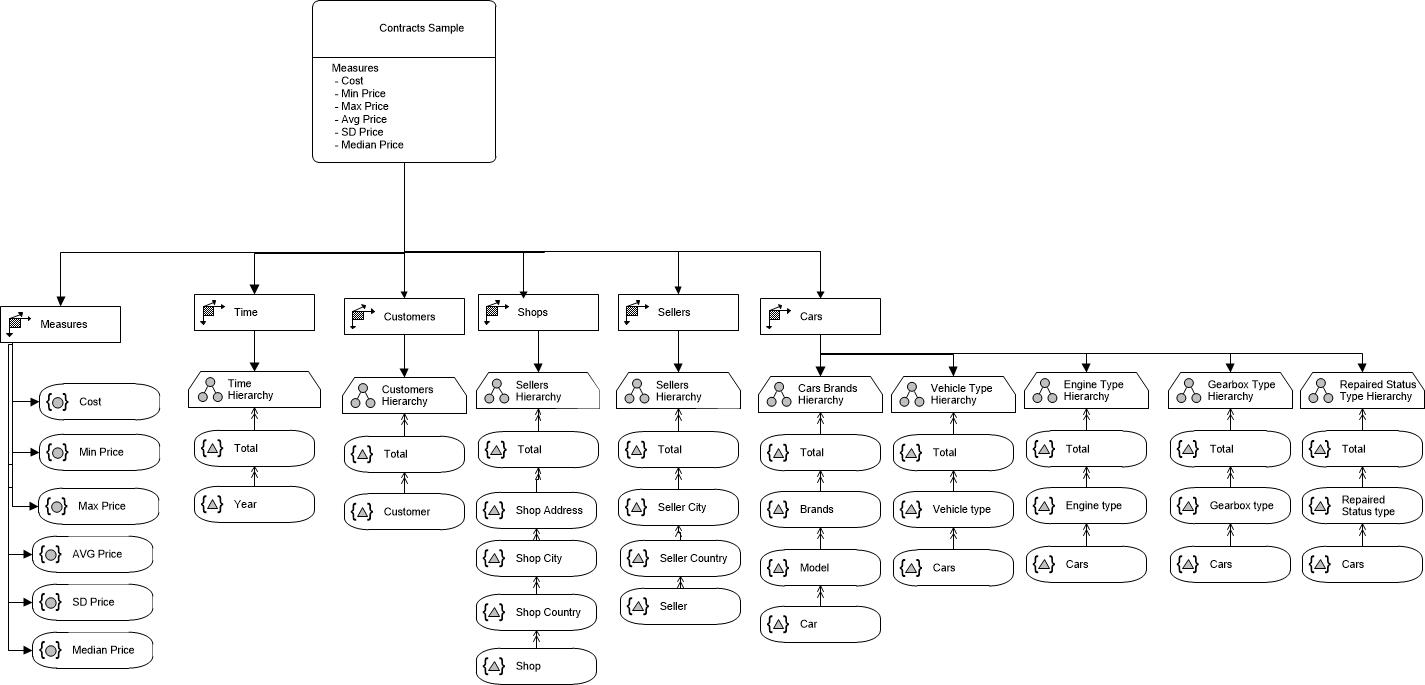 Contracts Sample
Measures
- Cost
- Min Price
- Max Price
- Avg Price
- SD Price
- Median Price
Measures
Time
Customers
Shops
Sellers
Cars
Time
Hierarchy
Customers
Hierarchy
Sellers
Hierarchy
Sellers
Hierarchy
Cars Brands
Hierarchy
Vehicle Type
Hierarchy
Engine Type
Hierarchy
Gearbox Type
Hierarchy
Repaired Status
Type Hierarchy
Cost
Min Price
Max Price
AVG Price
SD Price
Median Price
Total
Year
Total
Customer
Total
Shop Address
Shop City
Shop Country
Shop
Total
Seller City
Seller Country
Seller
Total
Brands
Model
Car
Total
Vehicle type
Cars
Total
Engine type
Cars
Total
Gearbox type
Cars
Total
Repaired
Status type
Cars